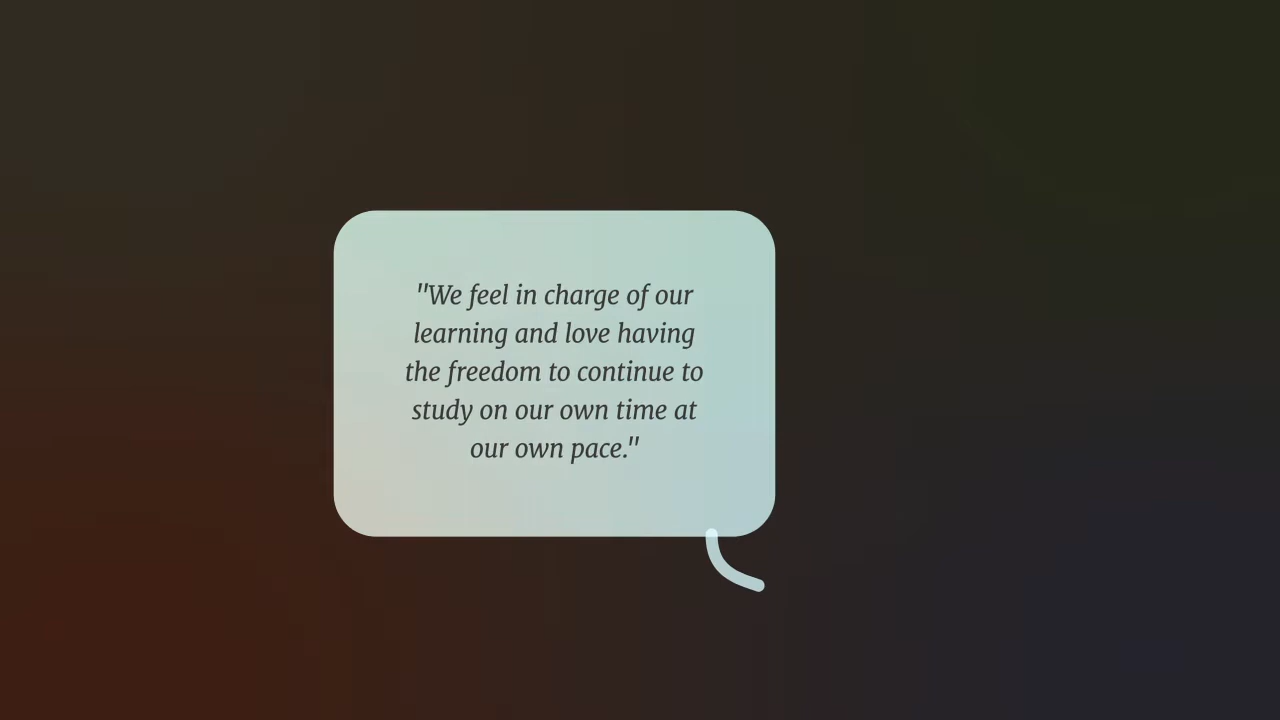 "We feel in charge of our
learning and love having
the freedom to continue to
study on our own time at
our own pace."